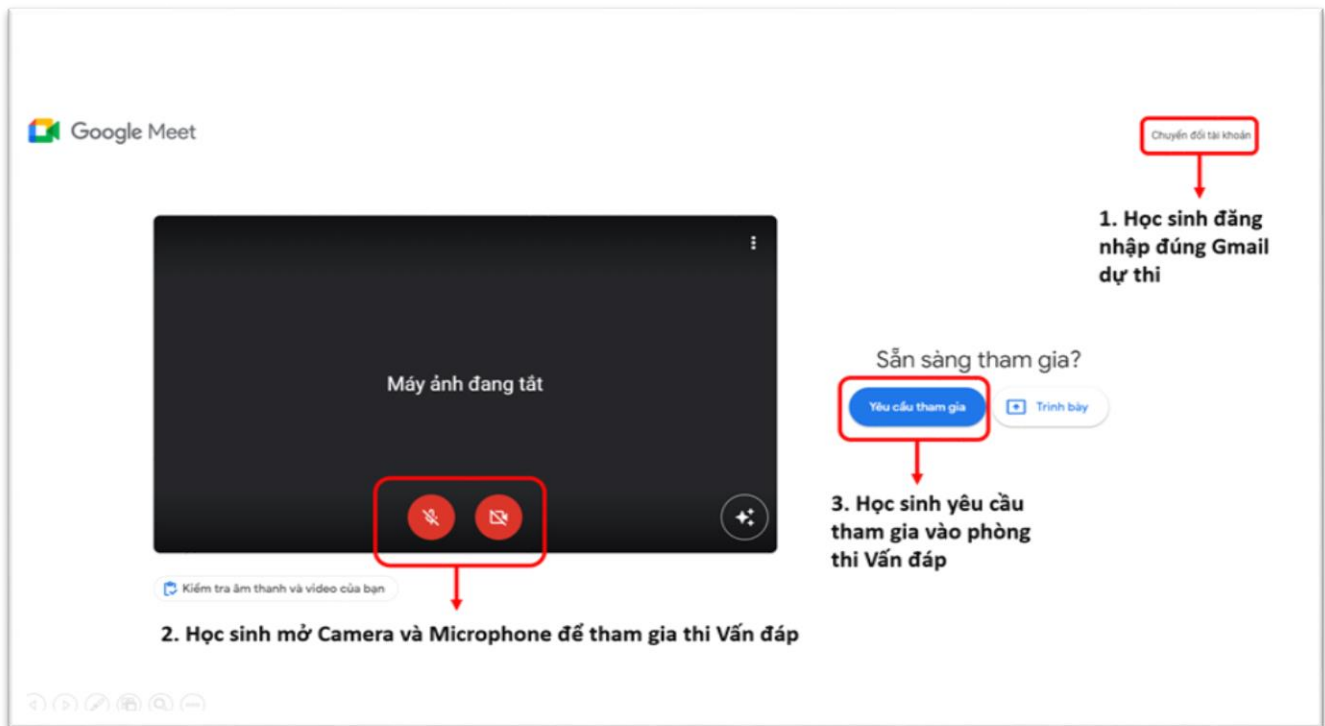 Google Meet
Chuyển đổi tài khoản
1. Học sinh đăng
nhập đúng Gmail
dự thi
Máy ảnh đang tắt
Sẵn sàng tham gia?
Yêu cầu tham gia
Trình bày
3. Học sinh yêu cầu
tham gia vào phòng
thi Vấn đáp
Kiểm tra âm thanh và video của bạn
2. Học sinh mở Camera và Microphone để tham gia thi Vấn đáp